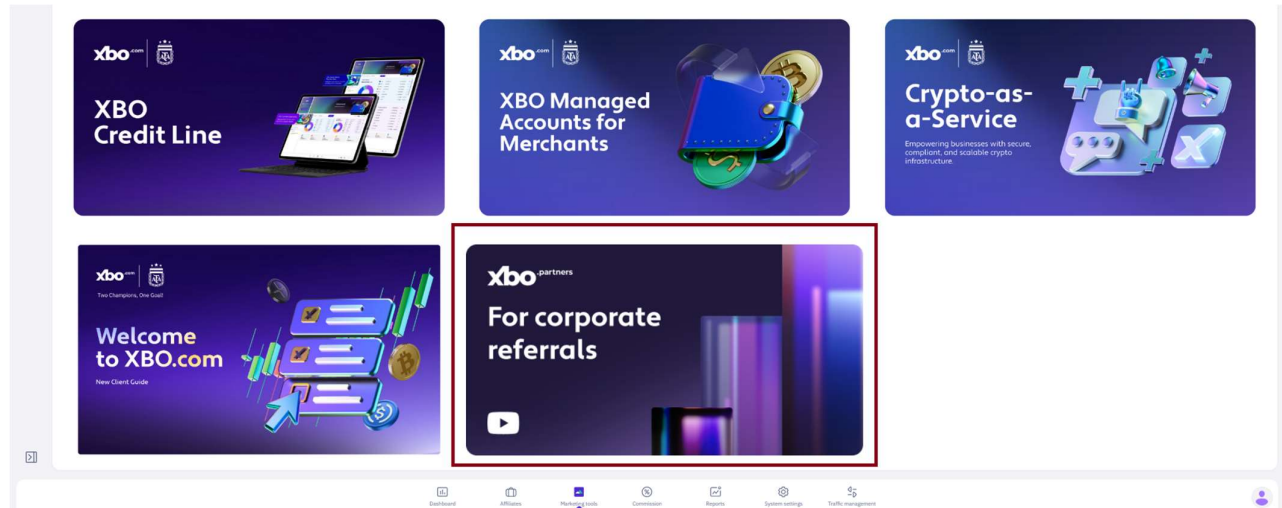 xbo.com
XBO
Credit Line
xbo.com
XBO Managed
Accounts for
Merchants
xbo.com
Crypto-as-
a-Service
Empowering businesses with secure,
compliant, and scalable crypto
infrastructure.
xbo.com
Two Champions, One Goal!
Welcome
to XBO.com
New Client Guide
xbo.partners
For corporate
referrals
Dashboard
Affiliates
Marketing tools
Commission
Reports
System settings
Traffic management